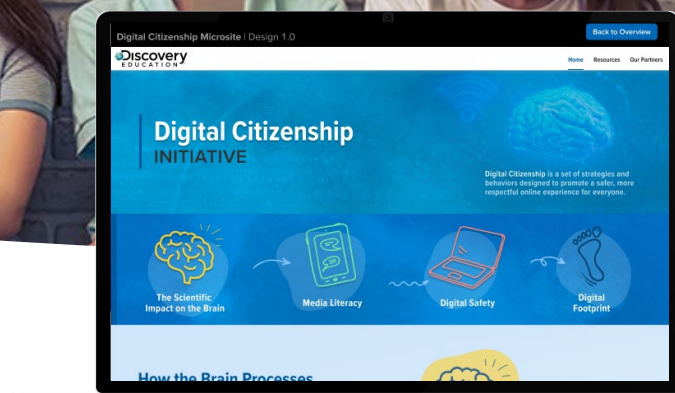 Digital Citizenship Microsite | Design 1.0
Back to Overview
Discovery
EDUCATION
Home Resources Our Partners
Digital Citizenship
INITIATIVE
Digital Citizenship is a set of strategies and
behaviors designed to promote a safer, more
respectful online experience for everyone.
The Scientific
Impact on the Brain
Media Literacy
Digital Safety
Digital
Footprint
How the Brain Processes